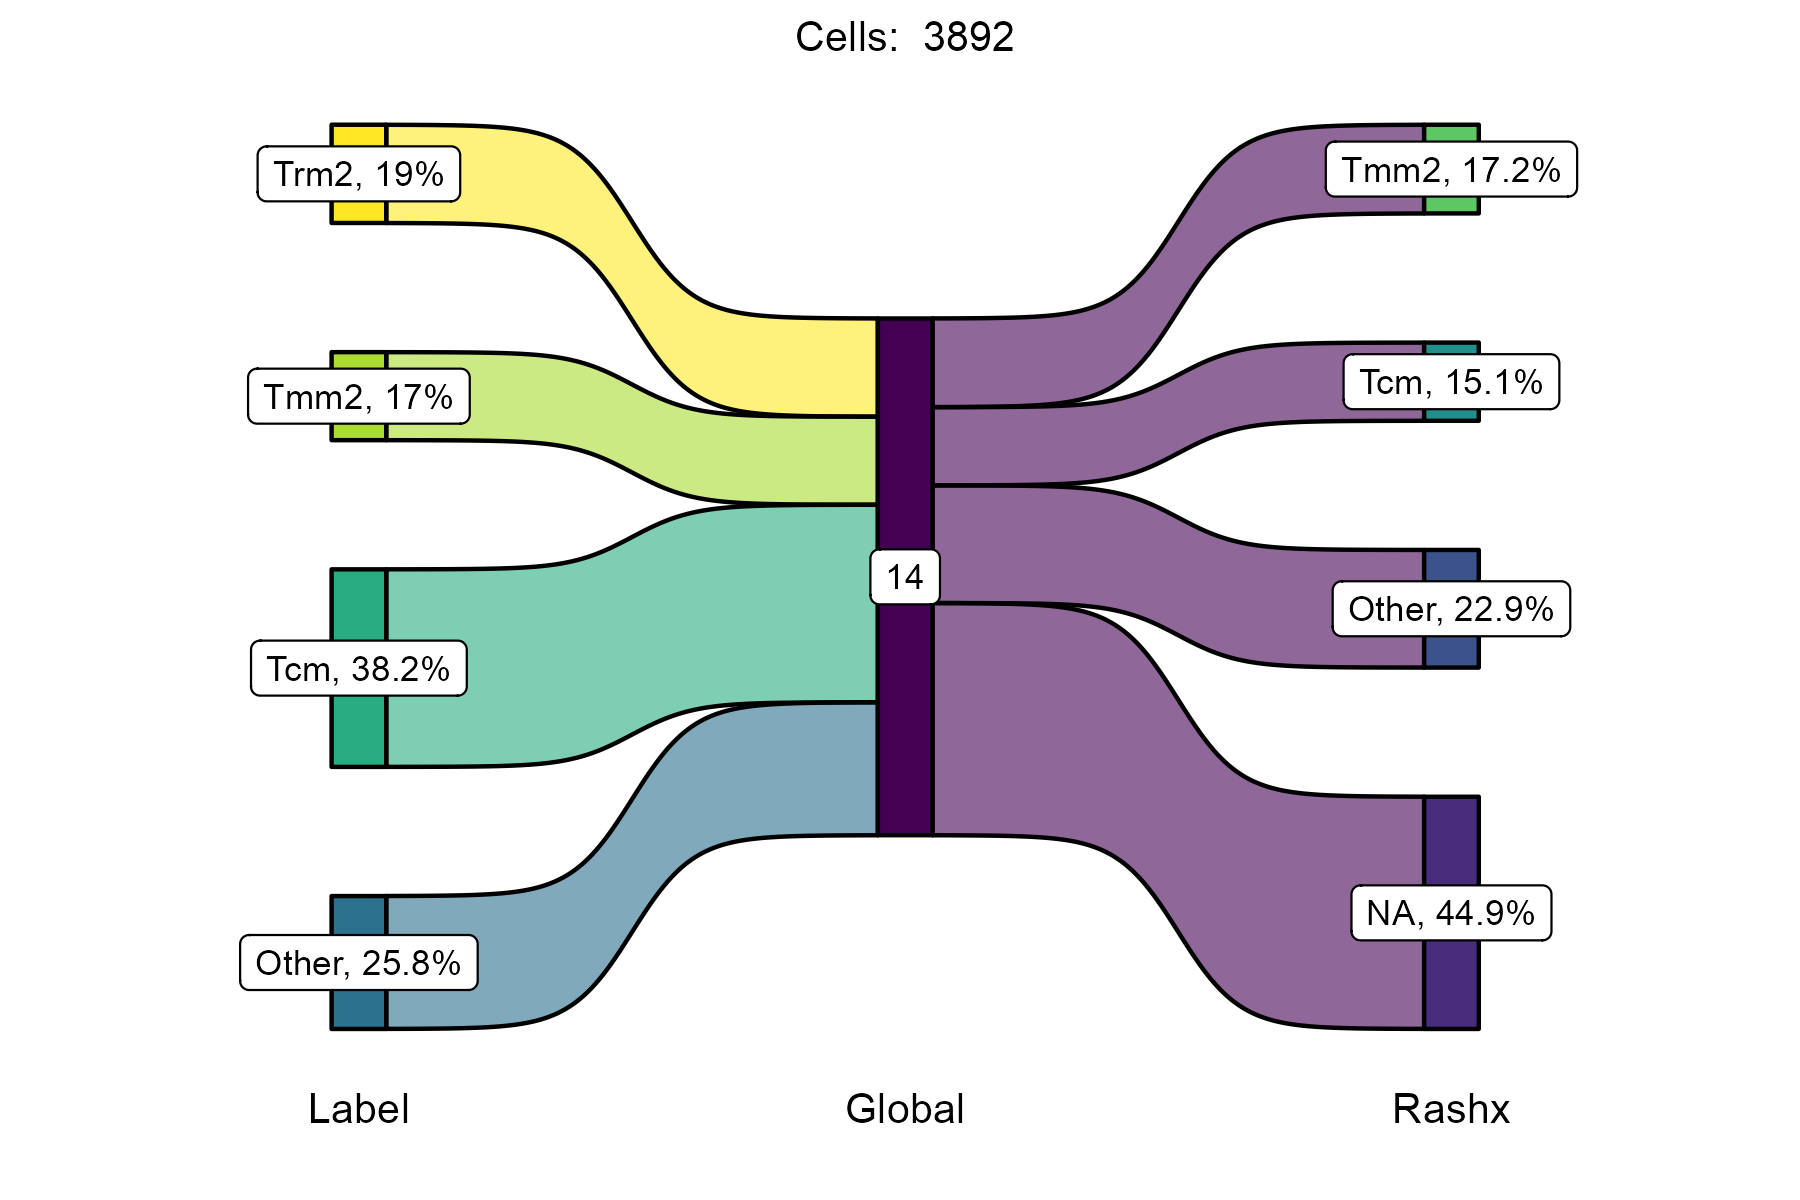 Cells:  3892
Trm2, 19%
Tmm2, 17.2%
Tmm2, 17%
Tcm, 15.1%
14
Other, 22.9%
Tcm, 38.2%
NA, 44.9%
Other, 25.8%
Label
Global
Rashx